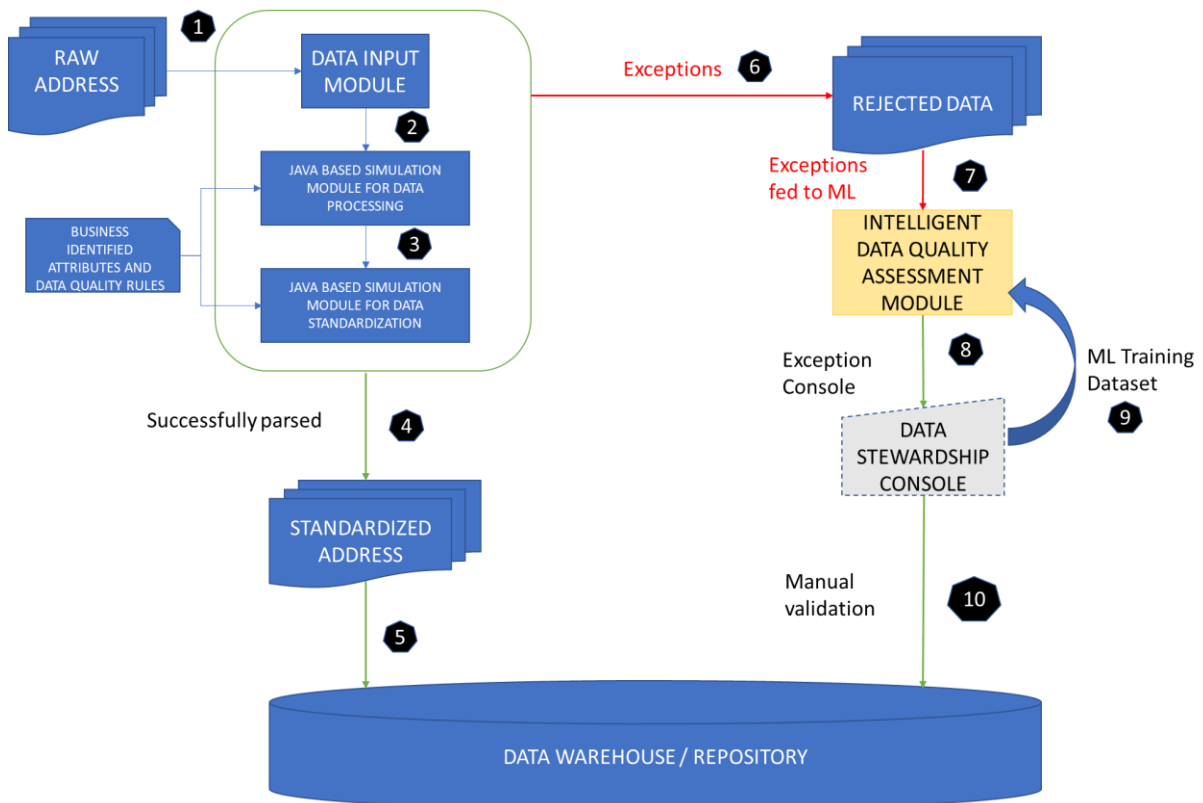 1
RAW
ADDRESS
DATA INPUT
MODULE
2
JAVA BASED SIMULATION
MODULE FOR DATA
PROCESSING
3
BUSINESS
IDENTIFIED
ATTRIBUTES AND
DATA QUALITY RULES
JAVA BASED SIMULATION
MODULE FOR DATA
STANDARDIZATION
Successfully parsed
4
STANDARDIZED
ADDRESS
5
Exceptions
6
REJECTED DATA
Exceptions
fed to ML
7
INTELLIGENT
DATA QUALITY
ASSESSMENT
MODULE
8
Exception
Console
ML Training
Dataset
9
DATA
STEWARDSHIP
CONSOLE
Manual
validation
10
DATA WAREHOUSE / REPOSITORY